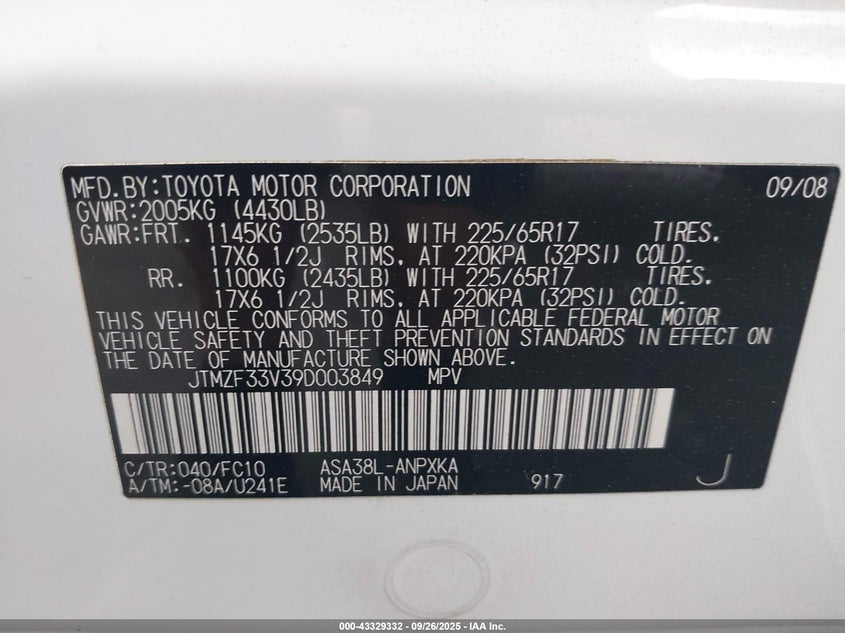 MFD.BY:TOYOTA MOTOR CORPORATION 09/08
GVWR:2005KG (4430LB)
GAWR:FRT. 1145KG (2535LB) WITH 225/65R17 TIRES,
17X6 1/2J RIMS, AT 220KPA (32PSI) COLD.
RR. 1100KG (2435LB) WITH 225/65R17 TIRES,
17X6 1/2J RIMS, AT 220KPA (32PSI) COLD.
THIS VEHICLE CONFORMS TO ALL APPLICABLE FEDERAL MOTOR
VEHICLE SAFETY AND THEFT PREVENTION STANDARDS IN EFFECT ON
THE DATE OF MANUFACTURE SHOWN ABOVE.
JTMZF33V39D003849 MPV
C/TR:040/FC10 ASA38L-ANPXKA
A/TM:-08A/U241E MADE IN JAPAN 917 J
000-43329332 - 09/26/2025 - IAA Inc.